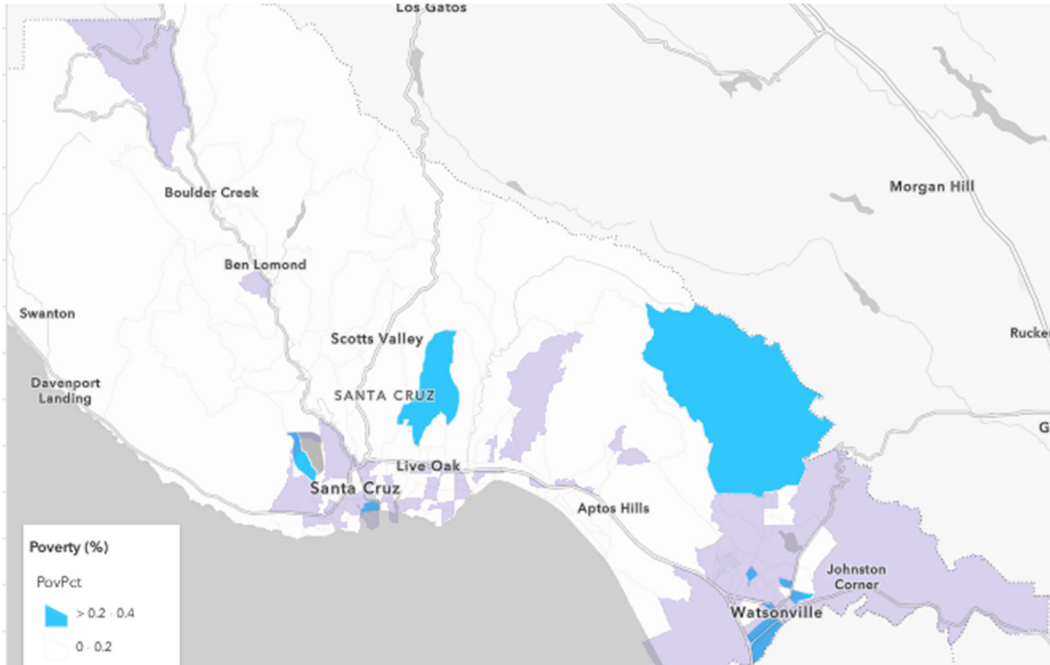 Los Gatos
Morgan Hill
Boulder Creek
Ben Lomond
Swanton
Rucke
Scotts Valley
Davenport
Landing
SANTA CRUZ
G
Live Oak
Santa Cruz
Aptos Hills
Poverty (%)
Johnston
Corner
PovPct
> 0.2 - 0.4
Watsonville
0 - 0.2